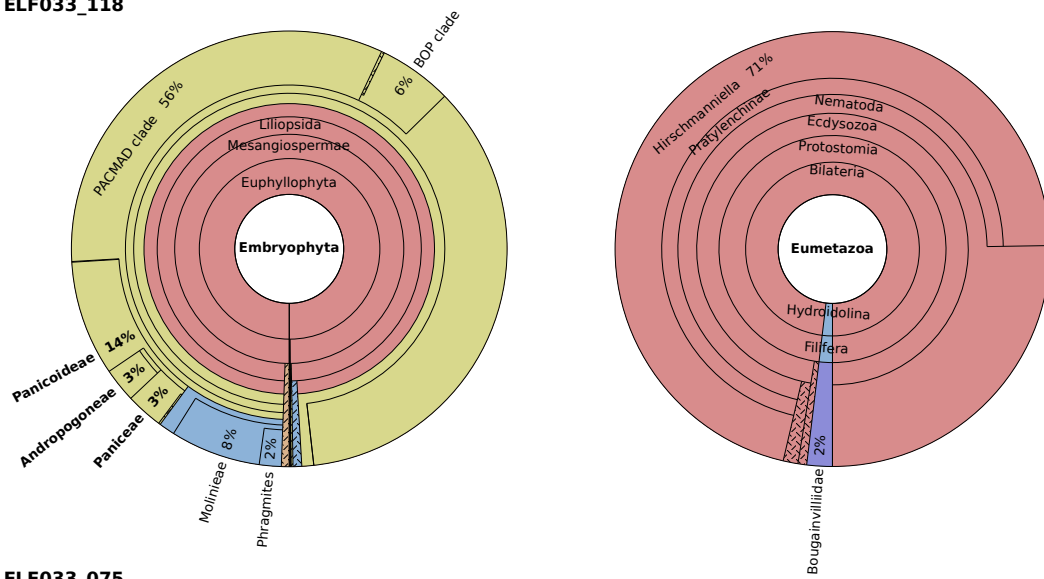 ELF033_118
BOP clade
6%
PACMAD clade 56%
Liliopsida
Mesangiospermae
Euphyllophyta
Embryophyta
Panicoideae 14%
Andropogoneae 3%
Paniceae 3%
Molinieae 8%
Phragmites 2%
Hirschmanniella 71%
Pratylenchinae
Nematoda
Ecdysozoa
Protostomia
Bilateria
Eumetazoa
Hydroidolina
Filifera
Bougainvilliidae 2%
ELF033_075